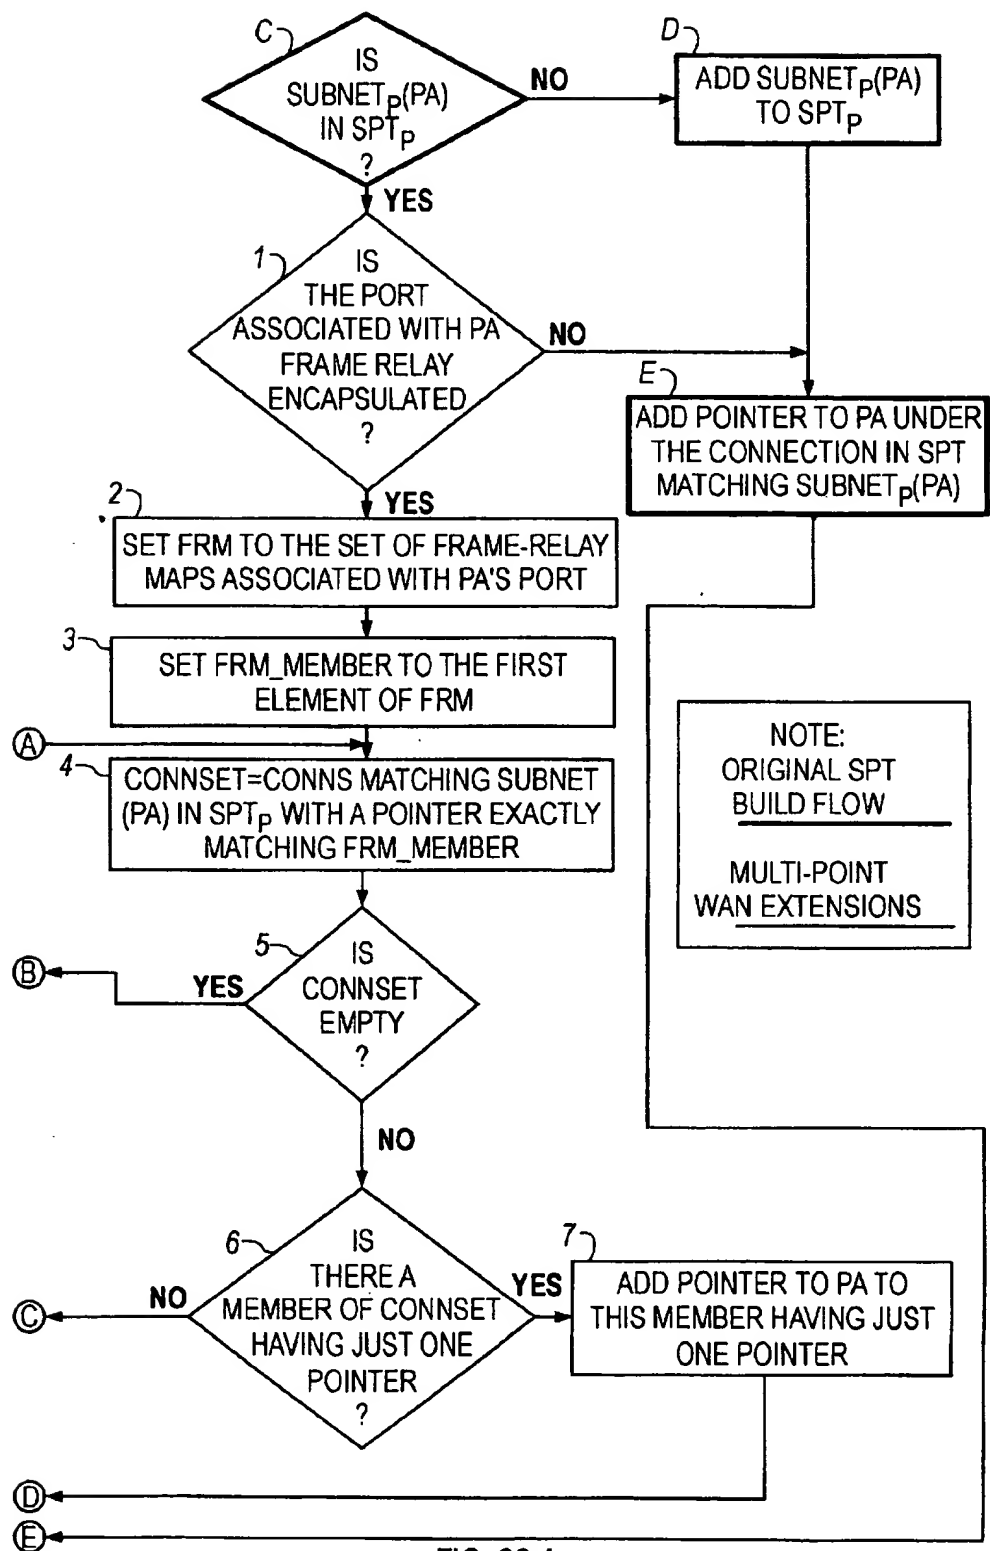 C
IS
SUBNETP(PA)
IN SPTP
?
NO
D
ADD SUBNETP(PA)
TO SPTP
YES
1
IS
THE PORT
ASSOCIATED WITH PA
FRAME RELAY
ENCAPSULATED
?
NO
E
ADD POINTER TO PA UNDER
THE CONNECTION IN SPT
MATCHING SUBNETP(PA)
YES
2
SET FRM TO THE SET OF FRAME-RELAY
MAPS ASSOCIATED WITH PA'S PORT
3
SET FRM_MEMBER TO THE FIRST
ELEMENT OF FRM
A
4
CONNSET=CONNS MATCHING SUBNET
(PA) IN SPTP WITH A POINTER EXACTLY
MATCHING FRM_MEMBER
NOTE:
ORIGINAL SPT
BUILD FLOW
MULTI-POINT
WAN EXTENSIONS
5
IS
CONNSET
EMPTY
?
YES
B
NO
6
IS
THERE A
MEMBER OF CONNSET
HAVING JUST ONE
POINTER
?
NO
C
YES
7
ADD POINTER TO PA TO
THIS MEMBER HAVING JUST
ONE POINTER
D
E